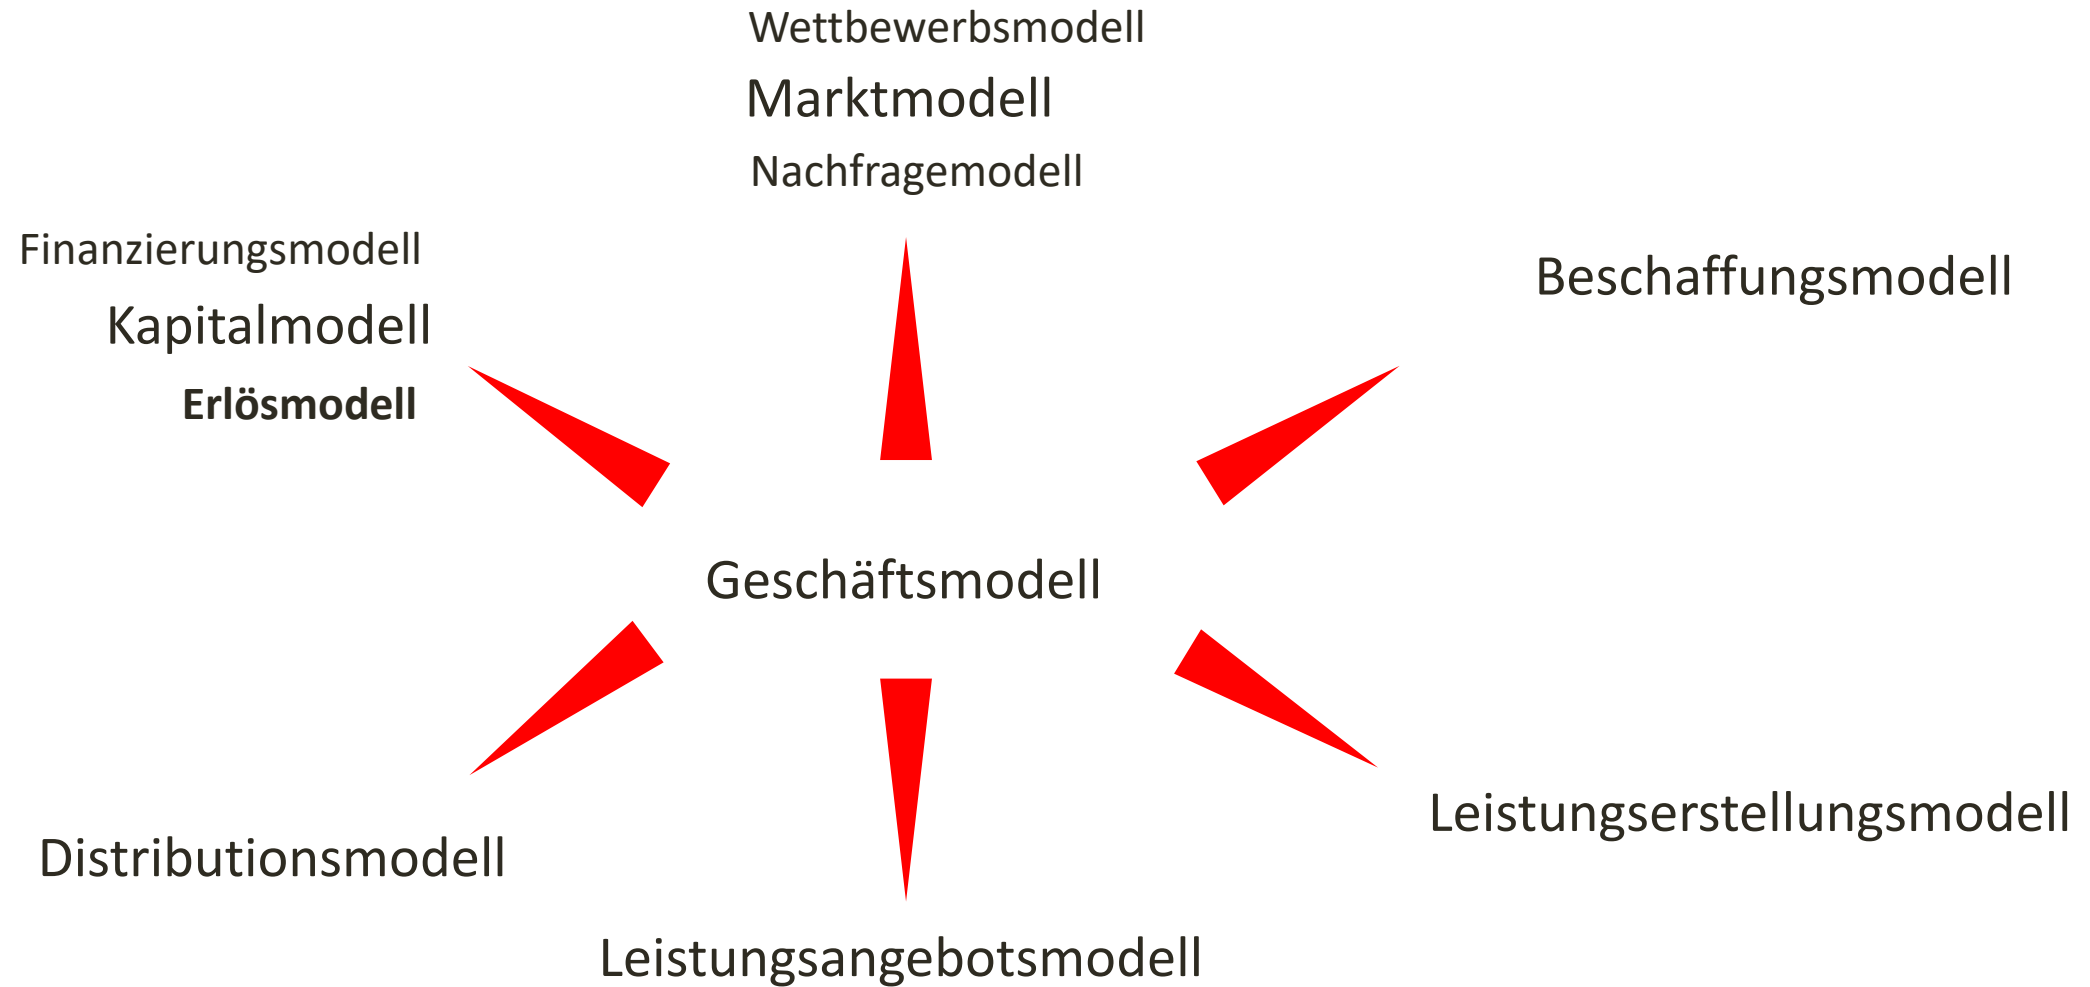 Wettbewerbsmodell
Marktmodell
Nachfragemodell
Finanzierungsmodell
Kapitalmodell
Erlösmodell
Beschaffungsmodell
Geschäftsmodell
Distributionsmodell
Leistungserstellungsmodell
Leistungsangebotsmodell